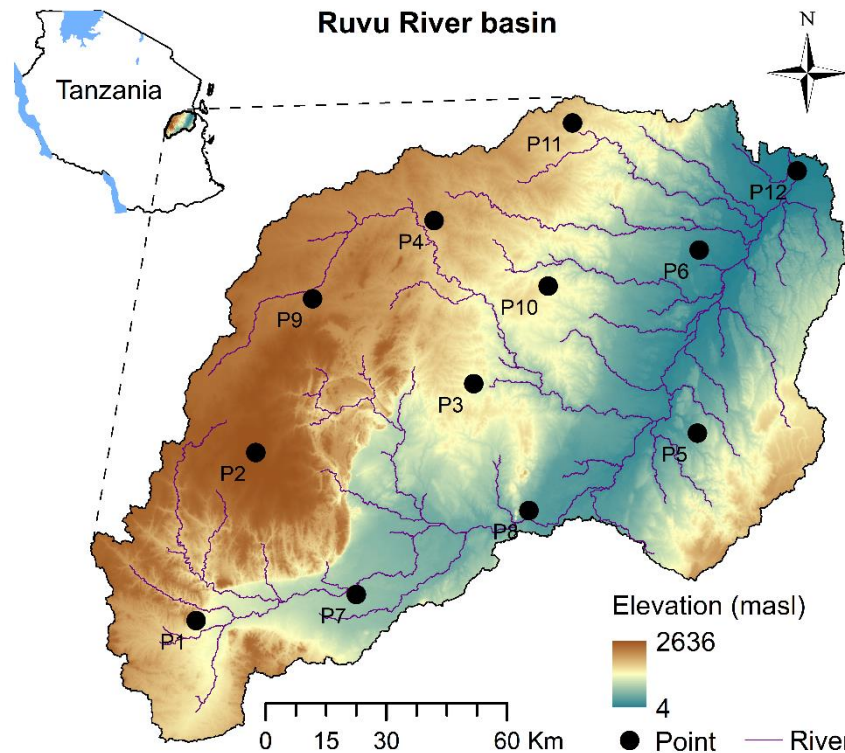 Ruvu River basin
N
Tanzania
P11
P12
P4
P6
P9
P10
P3
P5
P2
P8
P7
P1
Elevation (masl)
2636
4
0 15 30 60 Km
Point
River